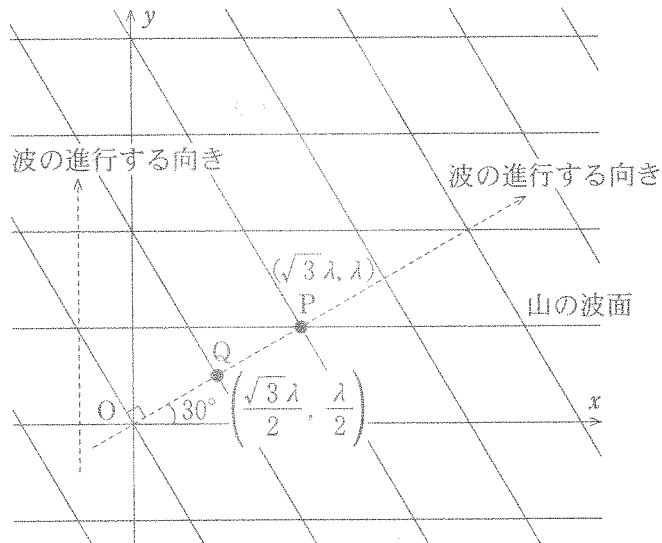 y
波の進行する向き
波の進行する向き
(√3λ, λ)
P
山の波面
Q
O
30°
(√3λ/2, λ/2)
x